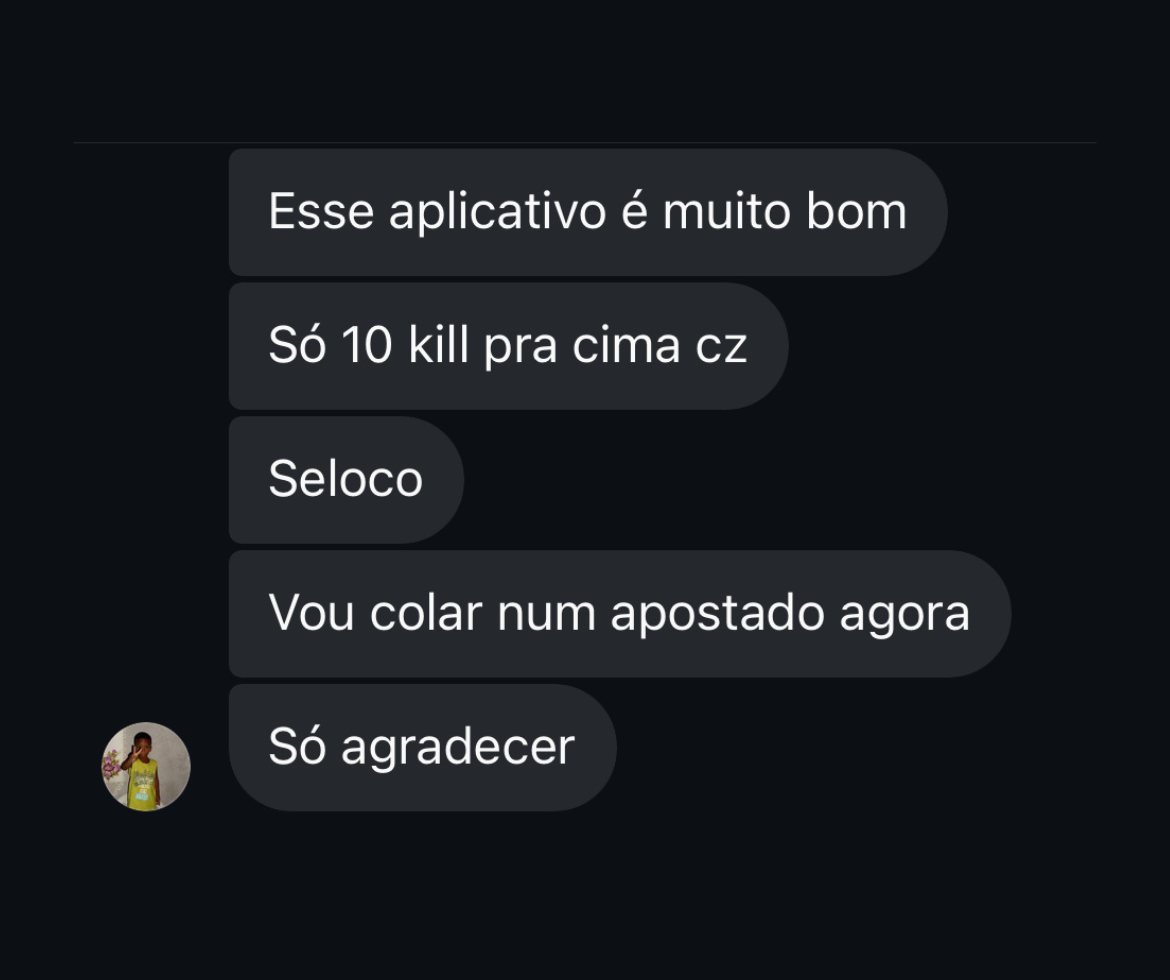 Esse aplicativo é muito bom
Só 10 kill pra cima cz
Seloco
Vou colar num apostado agora
Só agradecer